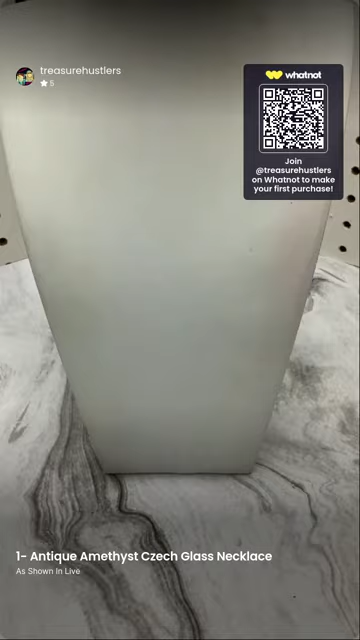 treasurehustlers
★ 5
whatnot
Join
@treasurehustlers
on Whatnot to make
your first purchase!
1- Antique Amethyst Czech Glass Necklace
As Shown In Live